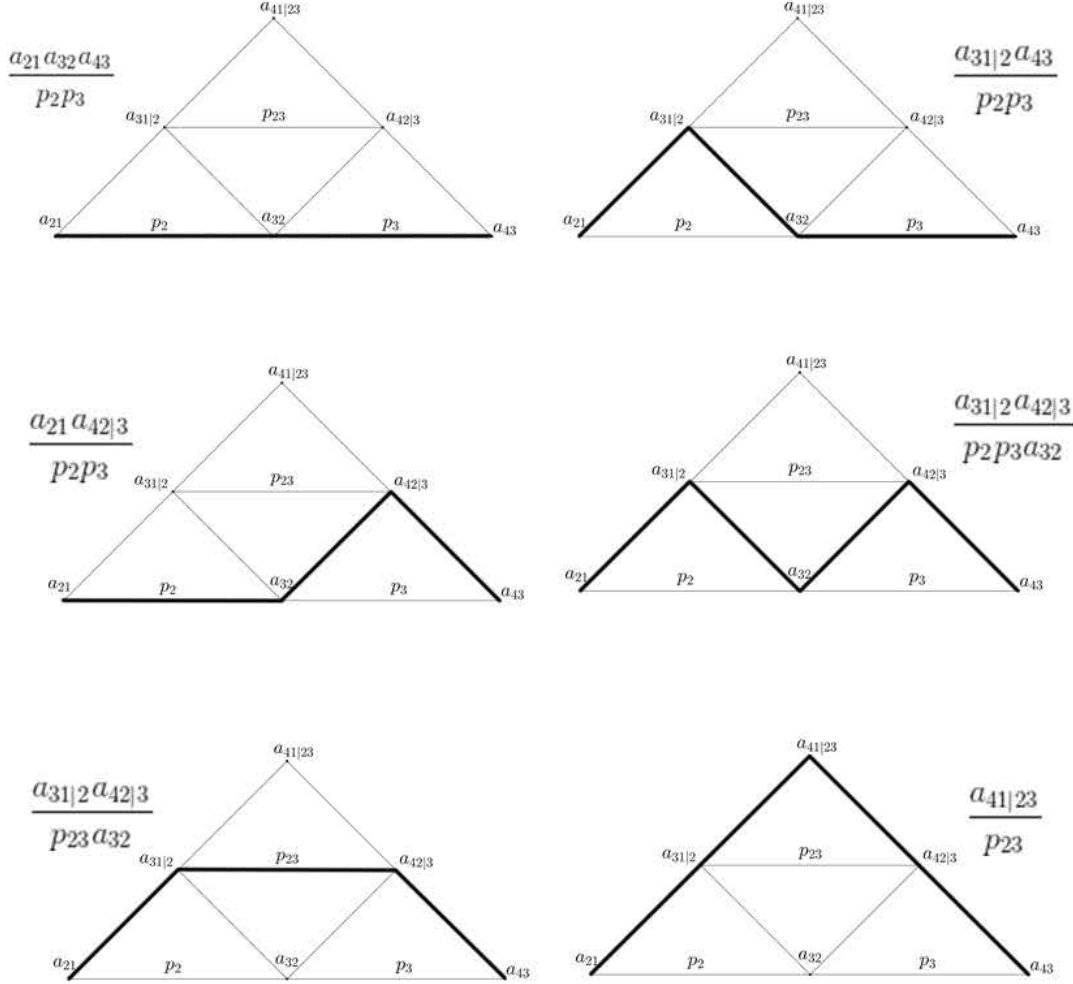 a_{41|23}
\frac{a_{21}a_{32}a_{43}}{p_2p_3}
a_{31|2} p_{23} a_{42|3}
a_{21} p_2 a_{32} p_3 a_{43}
a_{41|23}
\frac{a_{31|2}a_{43}}{p_2p_3}
a_{31|2} p_{23} a_{42|3}
a_{21} p_2 a_{32} p_3 a_{43}
a_{41|23}
\frac{a_{21}a_{42|3}}{p_2p_3}
a_{31|2} p_{23} a_{42|3}
a_{21} p_2 a_{32} p_3 a_{43}
a_{41|23}
\frac{a_{31|2}a_{42|3}}{p_2p_3a_{32}}
a_{31|2} p_{23} a_{42|3}
a_{21} p_2 a_{32} p_3 a_{43}
a_{41|23}
\frac{a_{31|2}a_{42|3}}{p_{23}a_{32}}
a_{31|2} p_{23} a_{42|3}
a_{21} p_2 a_{32} p_3 a_{43}
a_{41|23}
\frac{a_{41|23}}{p_{23}}
a_{31|2} p_{23} a_{42|3}
a_{21} p_2 a_{32} p_3 a_{43}